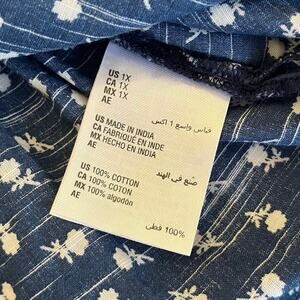 US 1X
CA 1X
MX 1X
AE
قياس واسع 1 اكس
US MADE IN INDIA
CA FABRIQUÉ EN INDE
MX HECHO EN INDIA
AE
صنع في الهند
US 100% COTTON
CA 100% COTON
MX 100% algodón
AE
100% قطن